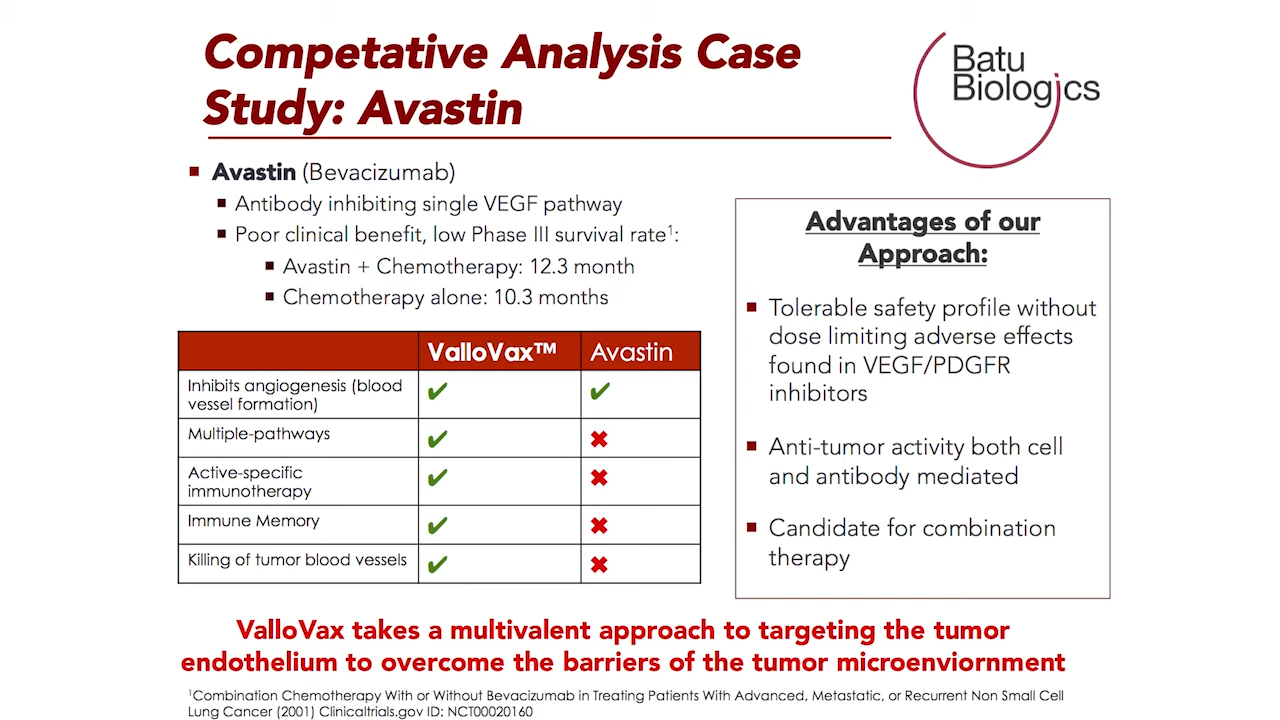 Competative Analysis Case
Study: Avastin
Batu
Biologics
Avastin (Bevacizumab)
Antibody inhibiting single VEGF pathway
Poor clinical benefit, low Phase III survival rate¹:
Avastin + Chemotherapy: 12.3 month
Chemotherapy alone: 10.3 months
ValloVax™ Avastin
Inhibits angiogenesis (blood
vessel formation) ✔ ✔
Multiple-pathways ✔ ✖
Active-specific
immunotherapy ✔ ✖
Immune Memory ✔ ✖
Killing of tumor blood vessels ✔ ✖
Advantages of our
Approach:
Tolerable safety profile without
dose limiting adverse effects
found in VEGF/PDGFR
inhibitors
Anti-tumor activity both cell
and antibody mediated
Candidate for combination
therapy
ValloVax takes a multivalent approach to targeting the tumor
endothelium to overcome the barriers of the tumor microenviornment
¹Combination Chemotherapy With or Without Bevacizumab in Treating Patients With Advanced, Metastatic, or Recurrent Non Small Cell
Lung Cancer (2001) Clinicaltrials.gov ID: NCT00020160